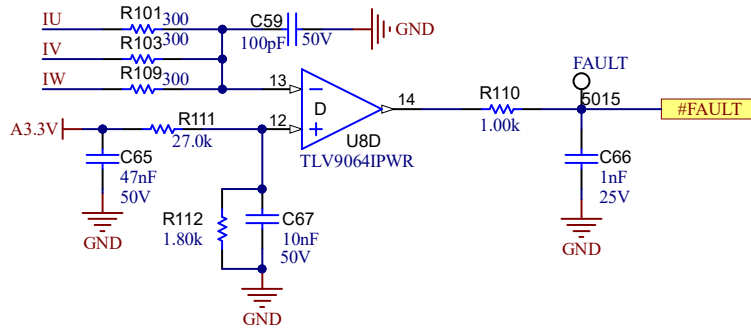 IU
R101
300
C59
100pF
50V
GND
IV
R103
300
IW
R109
300
13
12
14
D
U8D
TLV9064IPWR
A3.3V
R111
27.0k
C65
47nF
50V
GND
R112
1.80k
C67
10nF
50V
GND
R110
1.00k
FAULT
5015
#FAULT
C66
1nF
25V
GND